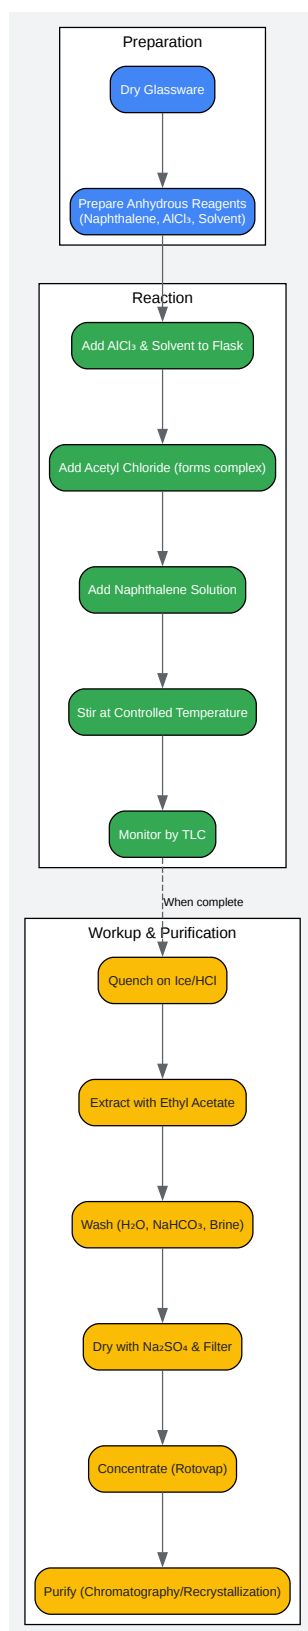 Preparation
Dry Glassware
Prepare Anhydrous Reagents
(Naphthalene, AlCl₃, Solvent)
Reaction
Add AlCl₃ & Solvent to Flask
Add Acetyl Chloride (forms complex)
Add Naphthalene Solution
Stir at Controlled Temperature
Monitor by TLC
When complete
Workup & Purification
Quench on Ice/HCl
Extract with Ethyl Acetate
Wash (H₂O, NaHCO₃, Brine)
Dry with Na₂SO₄ & Filter
Concentrate (Rotovap)
Purify (Chromatography/Recrystallization)